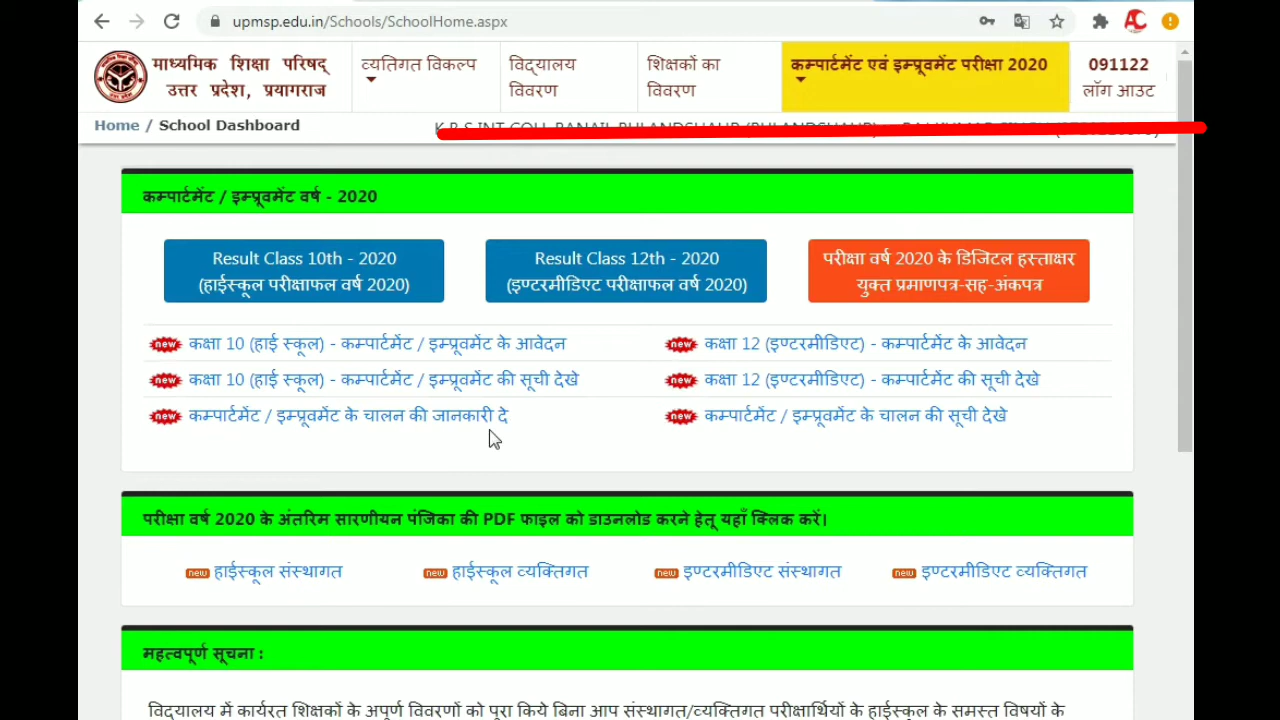 upmsp.edu.in/Schools/SchoolHome.aspx
माध्यमिक शिक्षा परिषद्
उत्तर प्रदेश, प्रयागराज
व्यतिगत विकल्प
विद्यालय
विवरण
शिक्षकों का
विवरण
कम्पार्टमेंट एवं इम्प्रूवमेंट परीक्षा 2020
091122
लॉग आउट
Home / School Dashboard
कम्पार्टमेंट / इम्प्रूवमेंट वर्ष - 2020
Result Class 10th - 2020
(हाईस्कूल परीक्षाफल वर्ष 2020)
Result Class 12th - 2020
(इण्टरमीडिएट परीक्षाफल वर्ष 2020)
परीक्षा वर्ष 2020 के डिजिटल हस्ताक्षर
युक्त प्रमाणपत्र-सह-अंकपत्र
new कक्षा 10 (हाई स्कूल) - कम्पार्टमेंट / इम्प्रूवमेंट के आवेदन
new कक्षा 12 (इण्टरमीडिएट) - कम्पार्टमेंट के आवेदन
new कक्षा 10 (हाई स्कूल) - कम्पार्टमेंट / इम्प्रूवमेंट की सूची देखे
new कक्षा 12 (इण्टरमीडिएट) - कम्पार्टमेंट की सूची देखे
new कम्पार्टमेंट / इम्प्रूवमेंट के चालन की जानकारी दे
new कम्पार्टमेंट / इम्प्रूवमेंट के चालन की सूची देखे
परीक्षा वर्ष 2020 के अंतरिम सारणीयन पंजिका की PDF फाइल को डाउनलोड करने हेतू यहाँ क्लिक करें।
new हाईस्कूल संस्थागत
new हाईस्कूल व्यक्तिगत
new इण्टरमीडिएट संस्थागत
new इण्टरमीडिएट व्यक्तिगत
महत्वपूर्ण सूचना :
विद्यालय में कार्यरत शिक्षकों के अपूर्ण विवरणों को पूरा किये बिना आप संस्थागत/व्यक्तिगत परीक्षार्थियों के हाईस्कूल के समस्त विषयों के